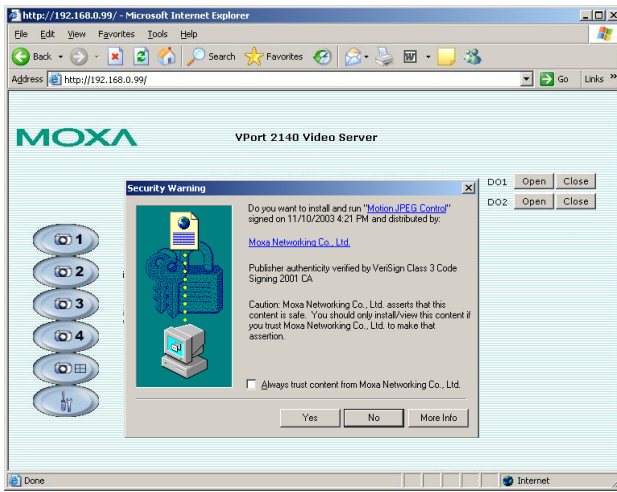 http://192.168.0.99/ - Microsoft Internet Explorer
File Edit View Favorites Tools Help
Back Search Favorites
Address http://192.168.0.99/ Go Links »
MOXA VPort 2140 Video Server
DO1 Open Close
DO2 Open Close
Security Warning
Do you want to install and run "Motion JPEG Control"
signed on 11/10/2003 4:21 PM and distributed by:
Moxa Networking Co., Ltd.
Publisher authenticity verified by VeriSign Class 3 Code
Signing 2001 CA
Caution: Moxa Networking Co., Ltd. asserts that this
content is safe. You should only install/view this content if
you trust Moxa Networking Co., Ltd. to make that
assertion.
Always trust content from Moxa Networking Co., Ltd.
Yes No More Info
1
2
3
4
Done Internet